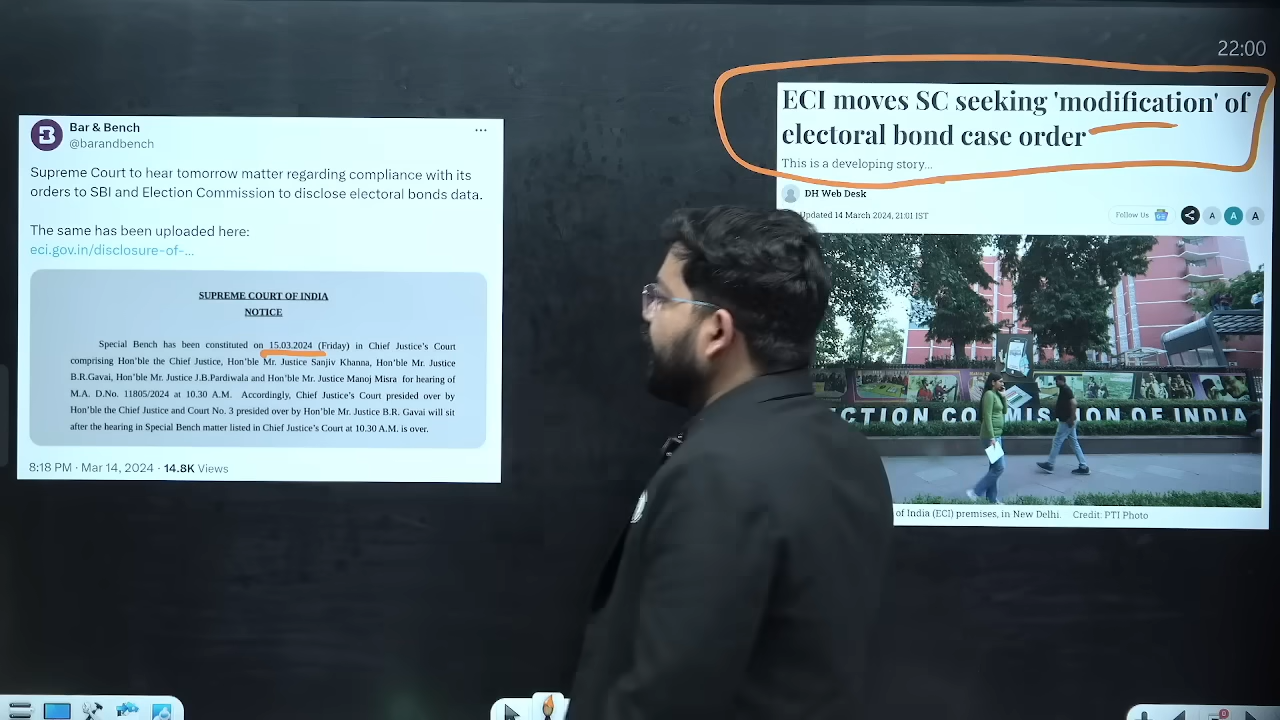 22:00
Bar & Bench
@barandbench
Supreme Court to hear tomorrow matter regarding compliance with its
orders to SBI and Election Commission to disclose electoral bonds data.
The same has been uploaded here:
eci.gov.in/disclosure-of-...
SUPREME COURT OF INDIA
NOTICE
Special Bench has been constituted on 15.03.2024 (Friday) in Chief Justice's Court
comprising Hon'ble the Chief Justice, Hon'ble Mr. Justice Sanjiv Khanna, Hon'ble Mr. Justice
B.R.Gavai, Hon'ble Mr. Justice J.B.Pardiwala and Hon'ble Mr. Justice Manoj Misra for hearing of
M.A. D.No. 11805/2024 at 10.30 A.M. Accordingly, Chief Justice's Court presided over by
Hon'ble the Chief Justice and Court No. 3 presided over by Hon'ble Mr. Justice B.R. Gavai will sit
after the hearing in Special Bench matter listed in Chief Justice's Court at 10.30 A.M. is over.
8:18 PM · Mar 14, 2024 · 14.8K Views
ECI moves SC seeking 'modification' of
electoral bond case order
This is a developing story...
DH Web Desk
Updated 14 March 2024, 21:01 IST
Follow Us
A A A
CTION COMMISSION OF INDIA
of India (ECI) premises, in New Delhi. Credit: PTI Photo